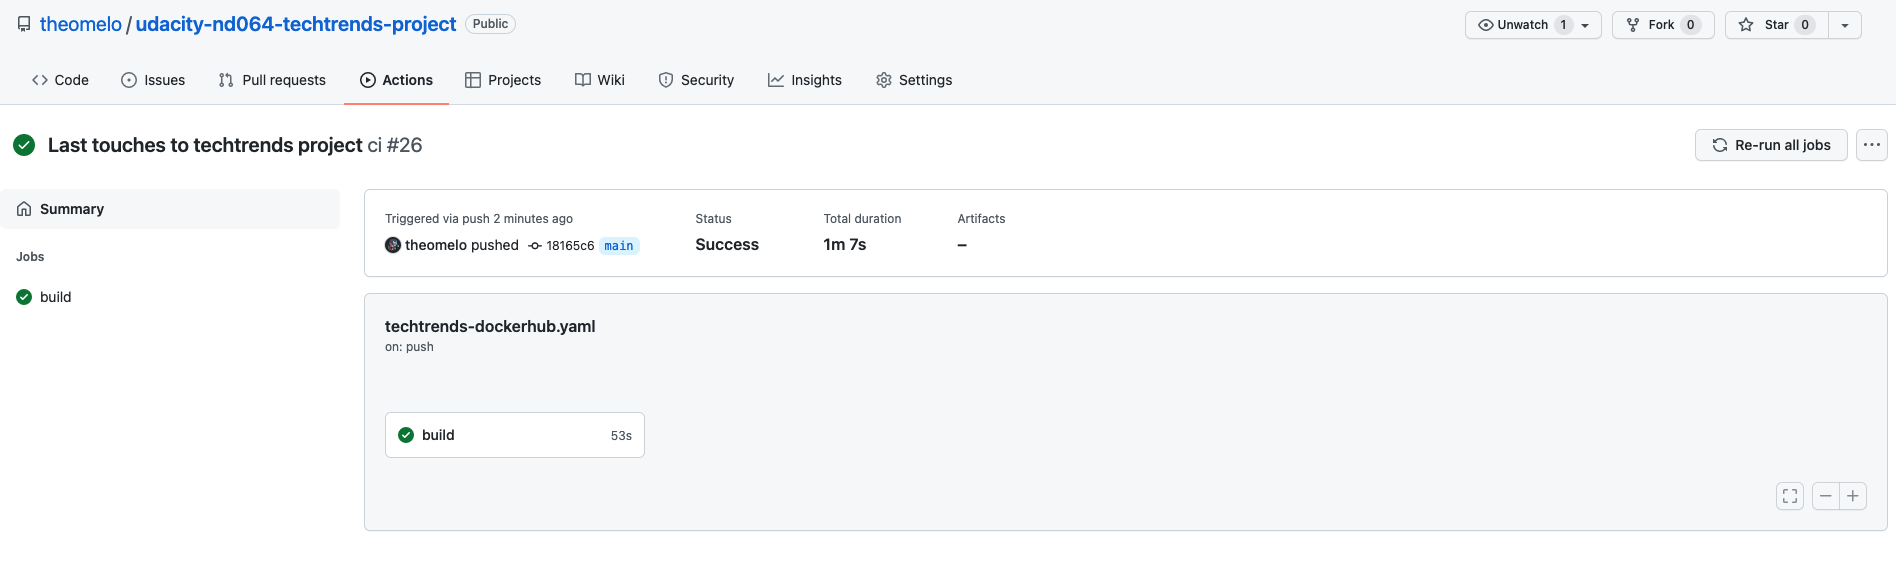 theomelo / udacity-nd064-techtrends-project Public
Unwatch 1 Fork 0 Star 0
Code Issues Pull requests Actions Projects Wiki Security Insights Settings
Last touches to techtrends project ci #26
Re-run all jobs
Summary
Jobs
build
Triggered via push 2 minutes ago
theomelo pushed 18165c6 main
Status
Success
Total duration
1m 7s
Artifacts
–
techtrends-dockerhub.yaml
on: push
build 53s